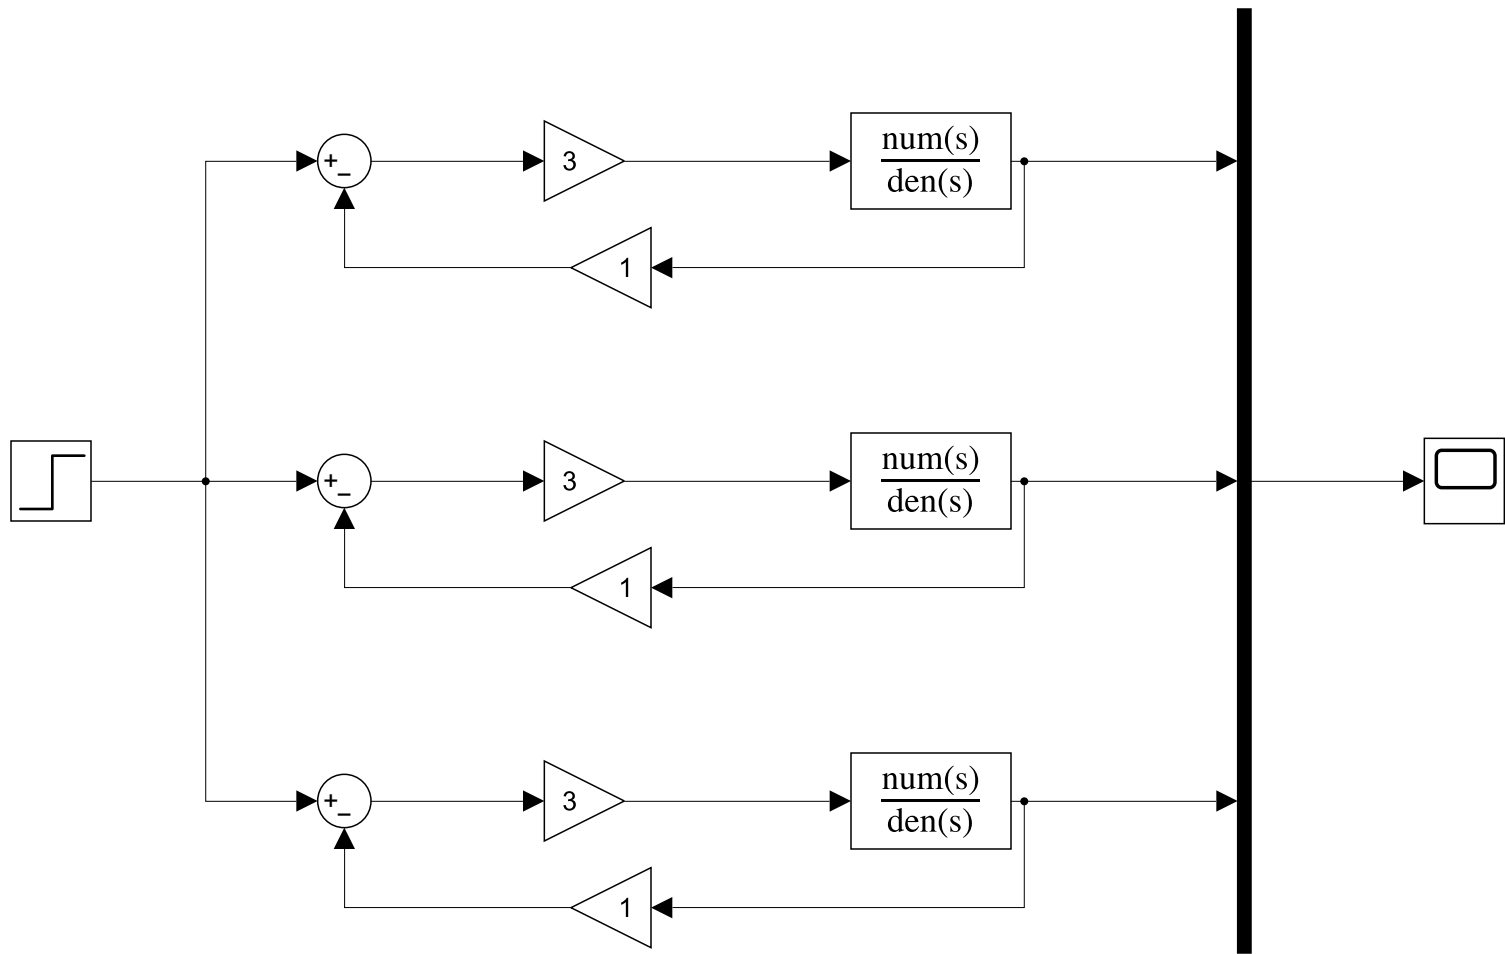 +
−
3
num(s)
den(s)
1
+
−
3
num(s)
den(s)
1
+
−
3
num(s)
den(s)
1